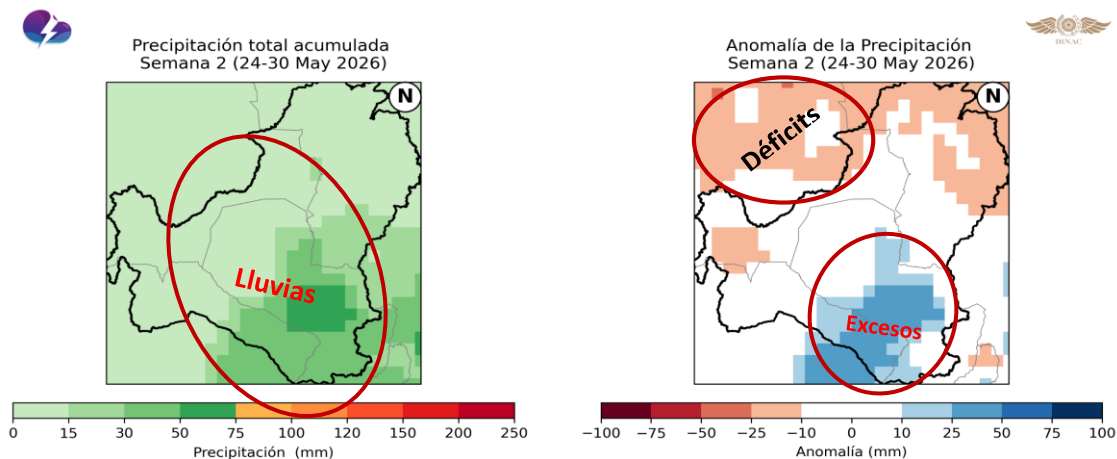 DINAC
Precipitación total acumulada
Semana 2 (24-30 May 2026)
N
Lluvias
0 15 30 50 75 100 120 150 200 250
Precipitación (mm)
Anomalía de la Precipitación
Semana 2 (24-30 May 2026)
N
Déficits
Excesos
−100 −75 −50 −25 −10 0 10 25 50 75 100
Anomalía (mm)